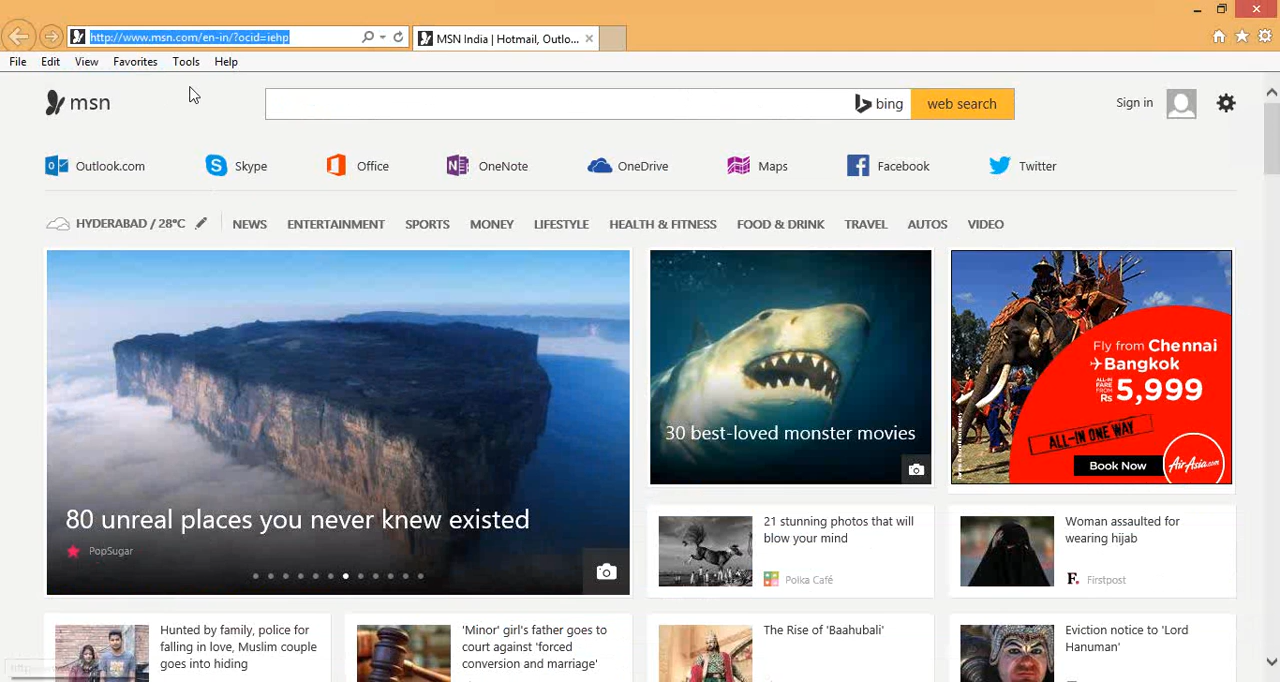 http://www.msn.com/en-in/?ocid=iehp
MSN India | Hotmail, Outlo...
File Edit View Favorites Tools Help
msn
bing
web search
Sign in
Outlook.com Skype Office OneNote OneDrive Maps Facebook Twitter
HYDERABAD / 28°C
NEWS ENTERTAINMENT SPORTS MONEY LIFESTYLE HEALTH & FITNESS FOOD & DRINK TRAVEL AUTOS VIDEO
80 unreal places you never knew existed
PopSugar
30 best-loved monster movies
Fly from Chennai
Bangkok
ALL-IN
FARE
FROM
Rs 5,999
ALL-IN ONE WAY
Book Now
AirAsia.com
21 stunning photos that will
blow your mind
Polka Café
Woman assaulted for
wearing hijab
F. Firstpost
Hunted by family, police for
falling in love, Muslim couple
goes into hiding
'Minor' girl's father goes to
court against 'forced
conversion and marriage'
The Rise of 'Baahubali'
Eviction notice to 'Lord
Hanuman'